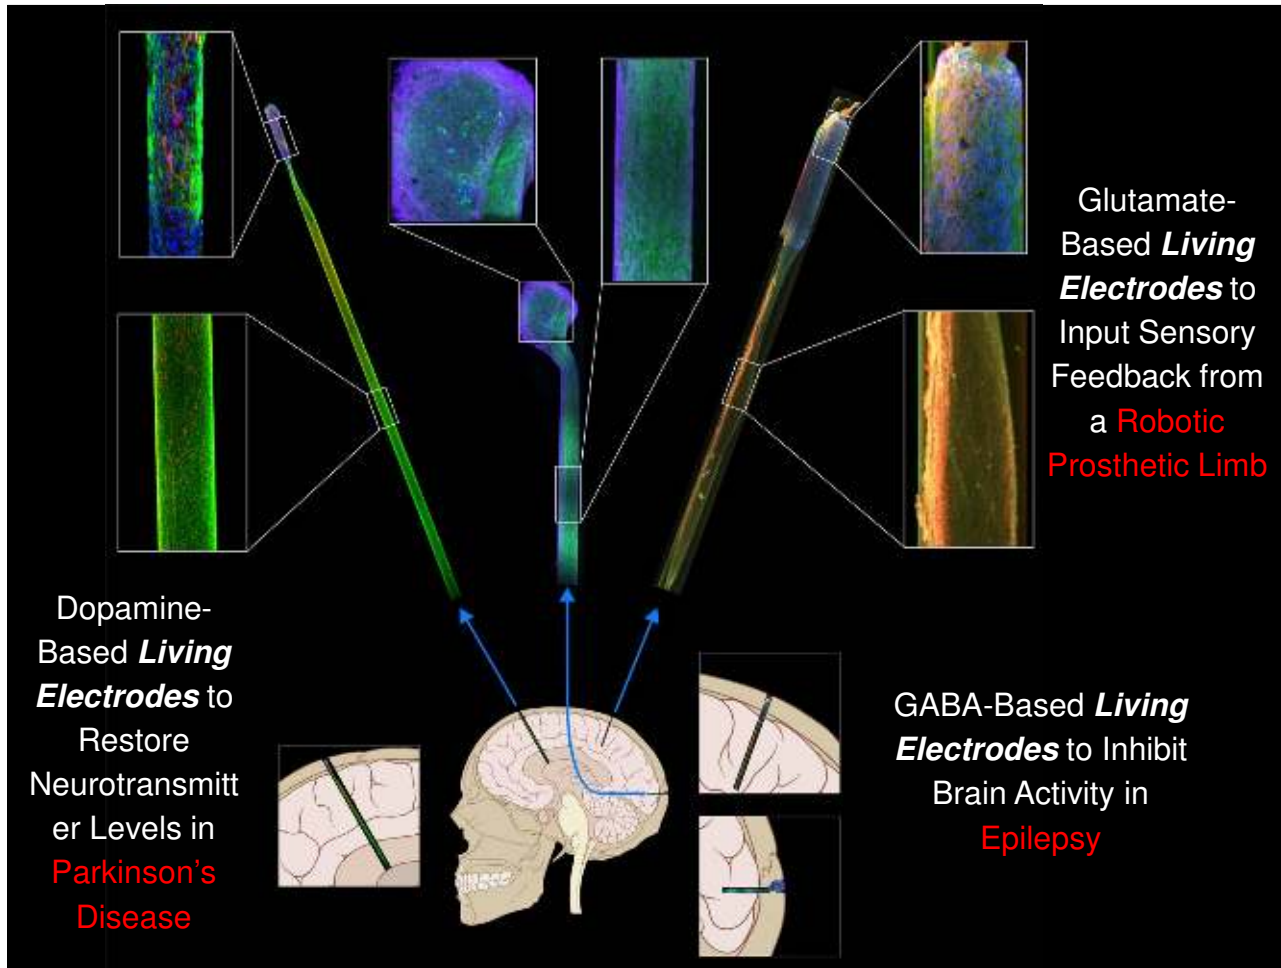 Glutamate-
Based Living
Electrodes to
Input Sensory
Feedback from
a Robotic
Prosthetic Limb
Dopamine-
Based Living
Electrodes to
Restore
Neurotransmitt
er Levels in
Parkinson's
Disease
GABA-Based Living
Electrodes to Inhibit
Brain Activity in
Epilepsy